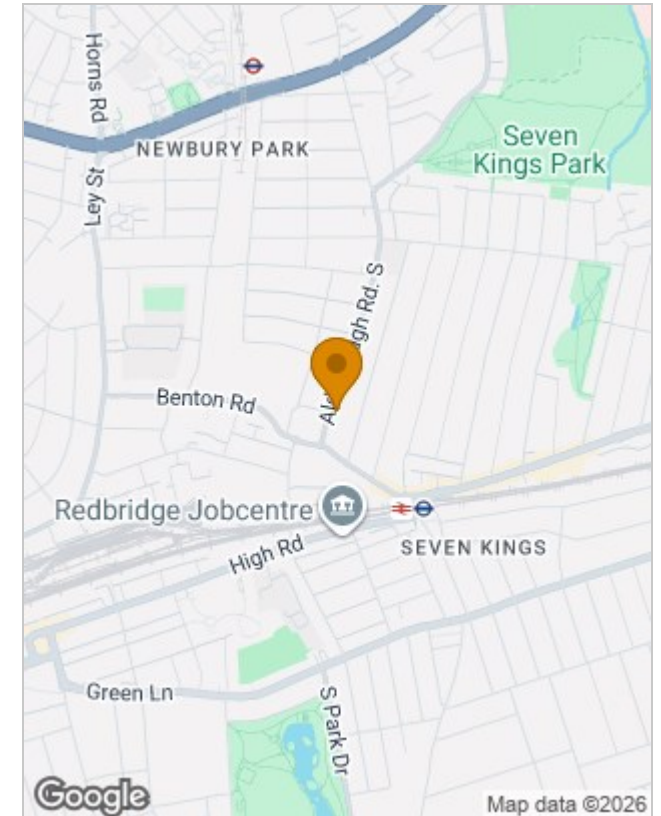 Horns Rd
NEWBURY PARK
Seven
Kings Park
Ley St
Rd. S
Benton Rd
Redbridge Jobcentre
SEVEN KINGS
High Rd
Green Ln
S Park Dr
Google
Map data ©2026